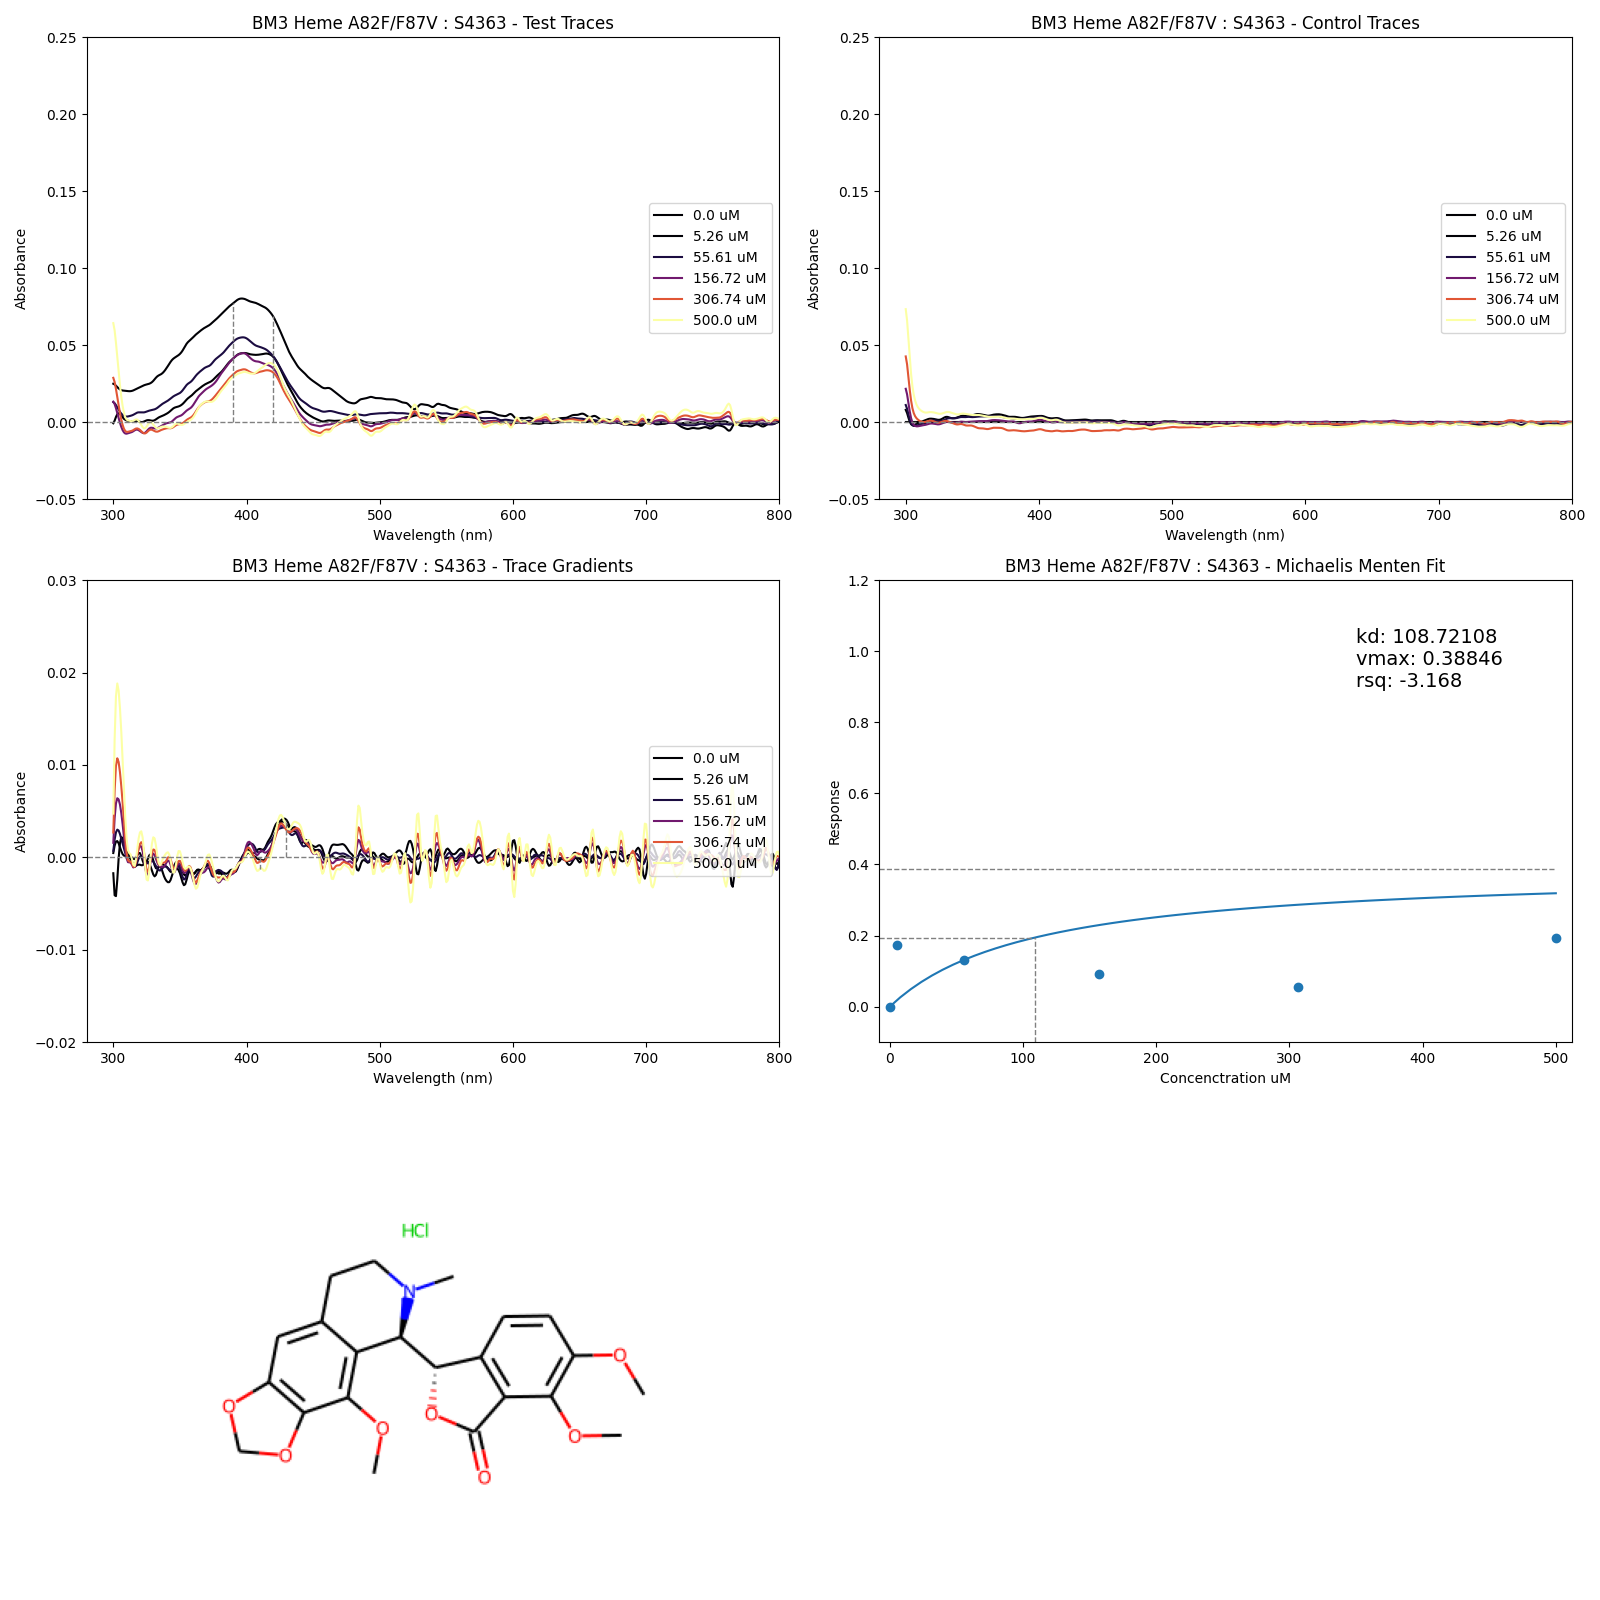 BM3 Heme A82F/F87V : S4363 - Test Traces
0.25
0.20
0.15
0.10
0.05
0.00
−0.05
Absorbance
300 400 500 600 700 800
Wavelength (nm)
0.0 uM
5.26 uM
55.61 uM
156.72 uM
306.74 uM
500.0 uM
BM3 Heme A82F/F87V : S4363 - Control Traces
0.25
0.20
0.15
0.10
0.05
0.00
−0.05
Absorbance
300 400 500 600 700 800
Wavelength (nm)
0.0 uM
5.26 uM
55.61 uM
156.72 uM
306.74 uM
500.0 uM
BM3 Heme A82F/F87V : S4363 - Trace Gradients
0.03
0.02
0.01
0.00
−0.01
−0.02
Absorbance
300 400 500 600 700 800
Wavelength (nm)
0.0 uM
5.26 uM
55.61 uM
156.72 uM
306.74 uM
500.0 uM
BM3 Heme A82F/F87V : S4363 - Michaelis Menten Fit
1.2
1.0
0.8
0.6
0.4
0.2
0.0
Response
kd: 108.72108
vmax: 0.38846
rsq: -3.168
0 100 200 300 400 500
Concenctration uM
HCl
N
O
O
O
O
O
O
O